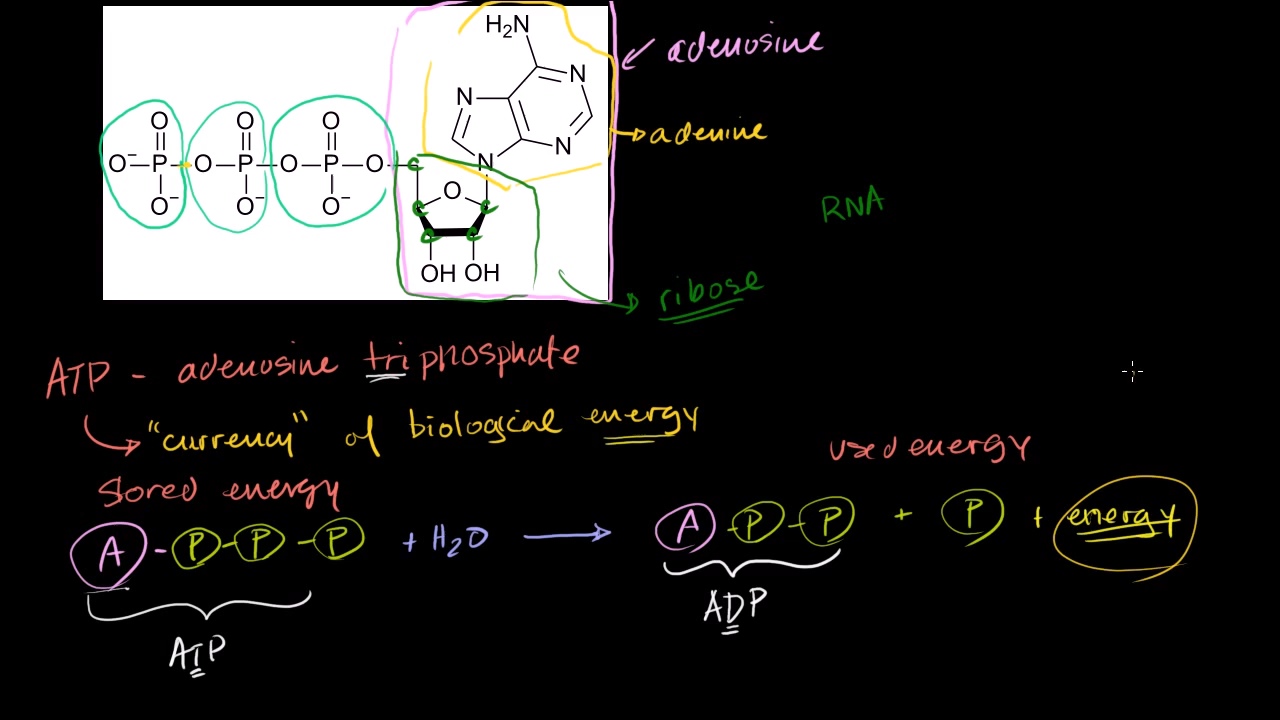 H₂N
adenosine
N N
O O O N adenine
O⁻ P O P O P O N
O⁻ O⁻ O⁻ O RNA
C C C C C
OH OH ribose
ATP - adenosine triphosphate
"currency" of biological energy
used energy
stored energy
A - P - P - P + H₂O → A - P - P + P + energy
ADP
ATP